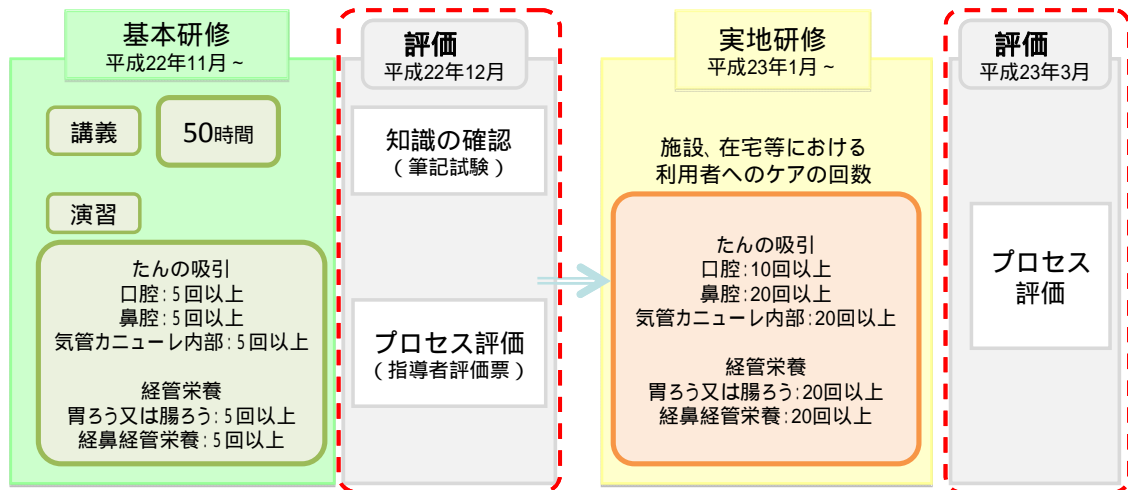 基本研修
平成22年11月~
講義
50時間
演習
たんの吸引
口腔:5回以上
鼻腔:5回以上
気管カニューレ内部:5回以上
経管栄養
胃ろう又は腸ろう:5回以上
経鼻経管栄養:5回以上
評価
平成22年12月
知識の確認
(筆記試験)
プロセス評価
(指導者評価票)
実地研修
平成23年1月~
施設、在宅等における
利用者へのケアの回数
たんの吸引
口腔:10回以上
鼻腔:20回以上
気管カニューレ内部:20回以上
経管栄養
胃ろう又は腸ろう:20回以上
経鼻経管栄養:20回以上
評価
平成23年3月
プロセス
評価